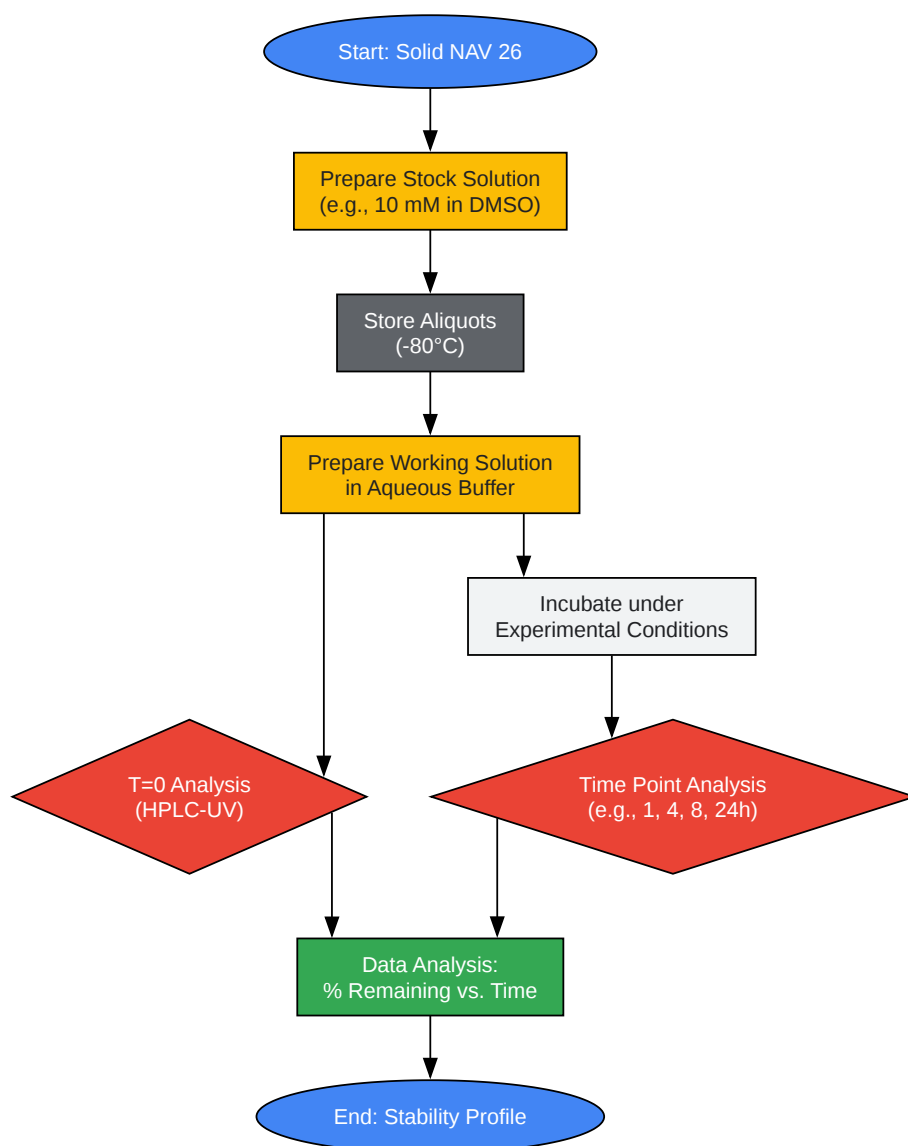 Start: Solid NAV 26
Prepare Stock Solution
(e.g., 10 mM in DMSO)
Store Aliquots
(-80°C)
Prepare Working Solution
in Aqueous Buffer
Incubate under
Experimental Conditions
T=0 Analysis
(HPLC-UV)
Time Point Analysis
(e.g., 1, 4, 8, 24h)
Data Analysis:
% Remaining vs. Time
End: Stability Profile